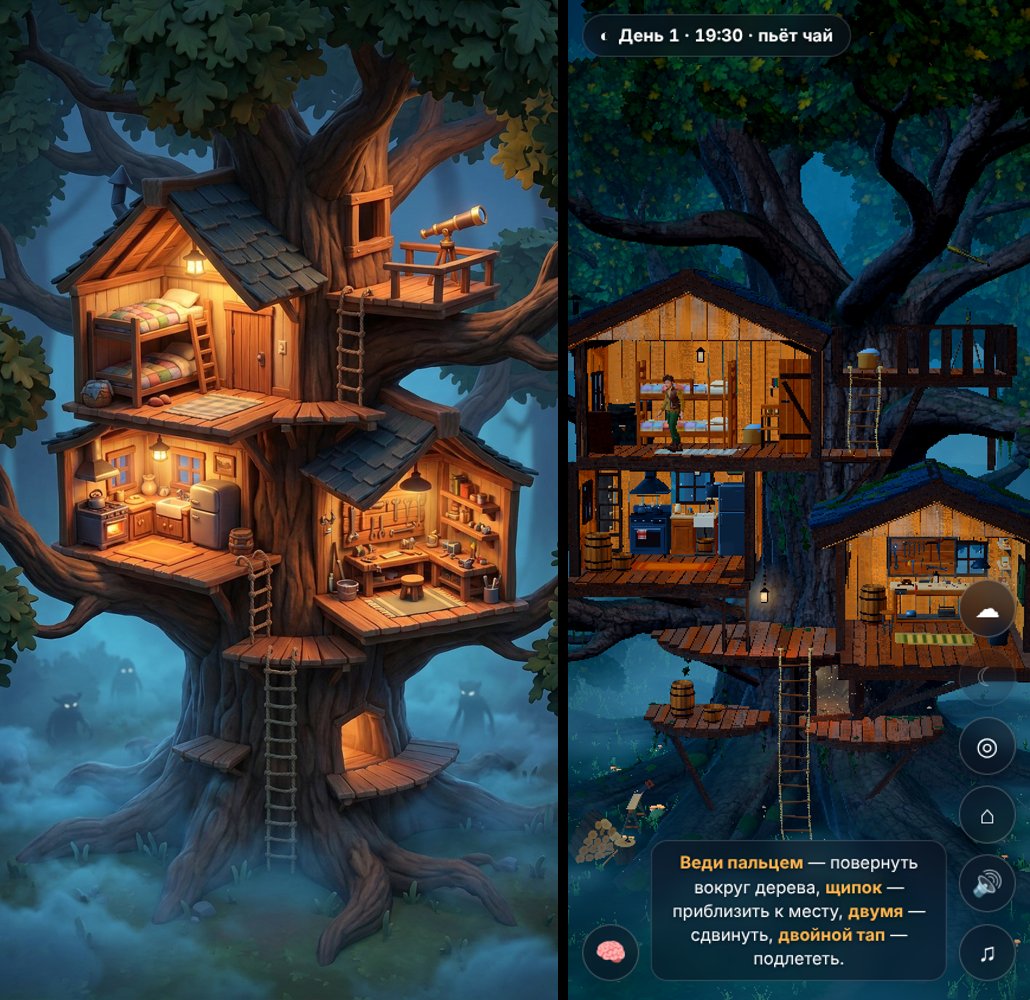 День 1 · 19:30 · пьёт чай
Веди пальцем — повернуть
вокруг дерева, щипок —
приблизить к месту, двумя —
сдвинуть, двойной тап —
подлететь.